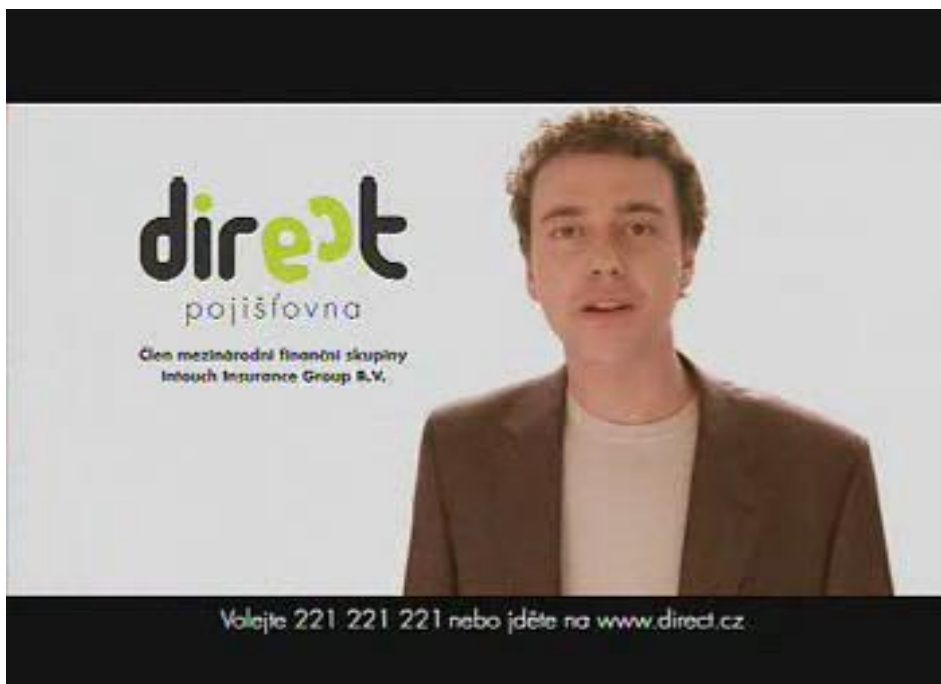 direct
pojišťovna
Člen mezinárodní finanční skupiny
Intouch Insurance Group B.V.
Volejte 221 221 221 nebo jděte na www.direct.cz